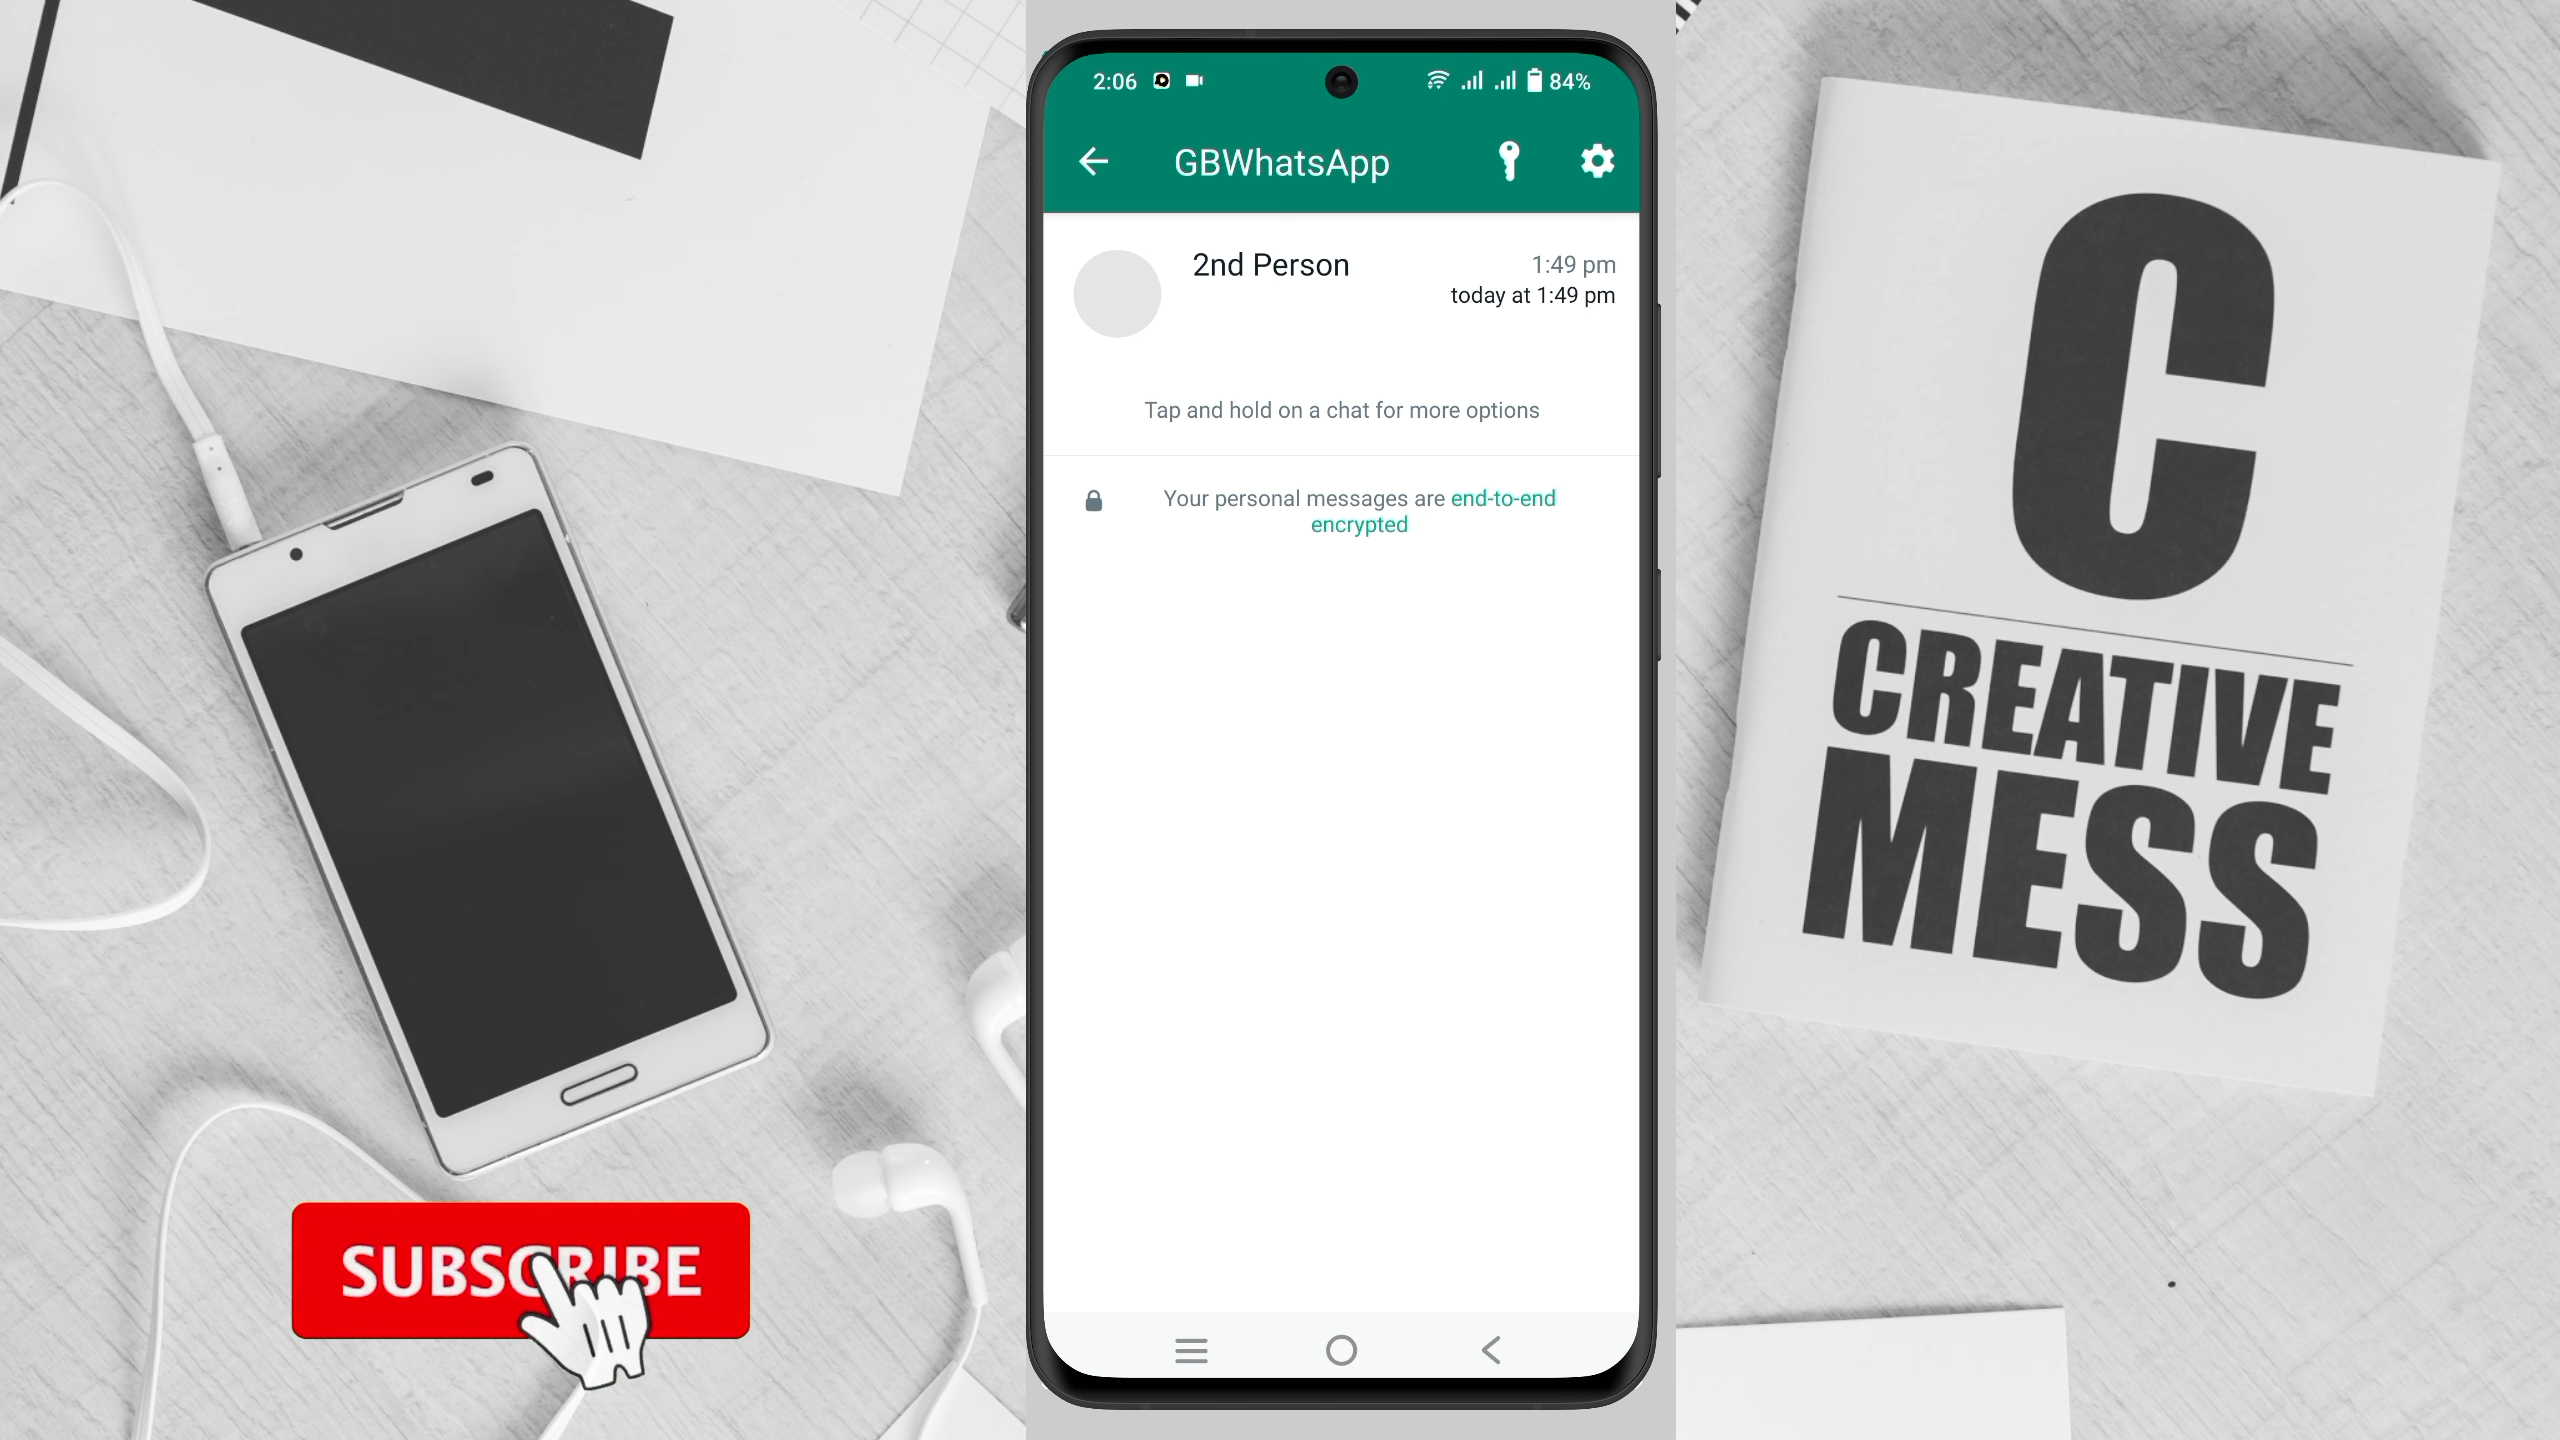 2:06
84%
GBWhatsApp
2nd Person
1:49 pm
today at 1:49 pm
Tap and hold on a chat for more options
Your personal messages are end-to-end
encrypted
C
CREATIVE
MESS
SUBSCRIBE